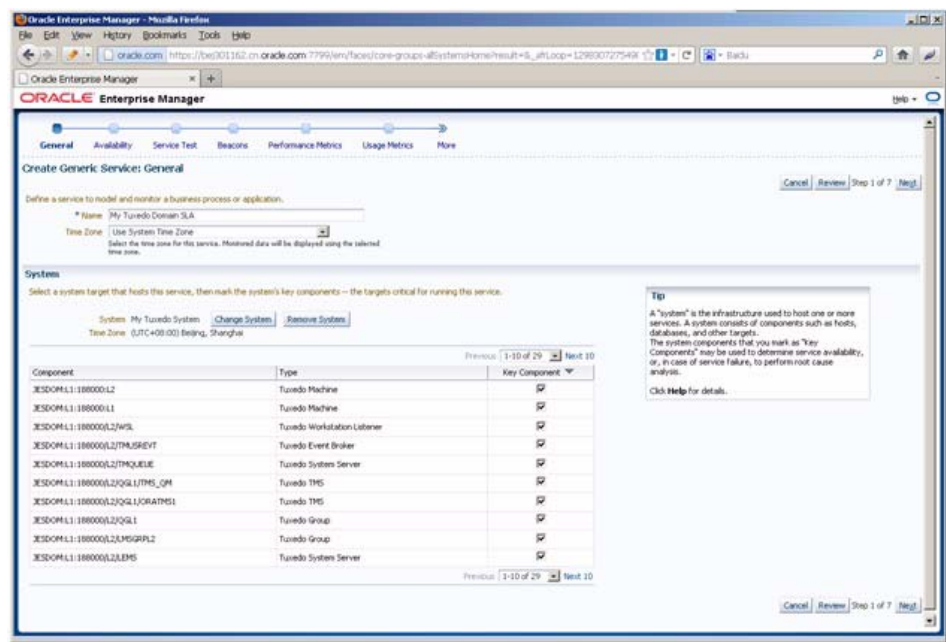 Oracle Enterprise Manager - Mozilla Firefox
File Edit View History Bookmarks Tools Help
oracle.com Baidu
Oracle Enterprise Manager
ORACLE Enterprise Manager Help
General Availability Service Test Beacons Performance Metrics Usage Metrics More
Create Generic Service: General
Cancel Review Step 1 of 7 Next
Define a service to model and monitor a business process or application.
* Name My Tuxedo Domain SLA
Time Zone Use System Time Zone
Select the time zone for this service. Monitored data will be displayed using the selected
time zone.
System
Select a system target that hosts this service, then mark the system's key components -- the targets critical for running this service.
System My Tuxedo System Change System Remove System
Time Zone (UTC+08:00) Beijing, Shanghai
Previous 1-10 of 29 Next 10
Component Type Key Component
JESDOM:L1:188000:L2 Tuxedo Machine
JESDOM:L1:188000:L1 Tuxedo Machine
JESDOM:L1:188000/L2/WSL Tuxedo Workstation Listener
JESDOM:L1:188000/L2/TMUSREVT Tuxedo Event Broker
JESDOM:L1:188000/L2/TMQUEUE Tuxedo System Server
JESDOM:L1:188000/L2/QGL1/TMS_QM Tuxedo TMS
JESDOM:L1:188000/L2/QGL1/ORATMS1 Tuxedo TMS
JESDOM:L1:188000/L2/QGL1 Tuxedo Group
JESDOM:L1:188000/L2/LMSGRPL2 Tuxedo Group
JESDOM:L1:188000/L2/LEMS Tuxedo System Server
Previous 1-10 of 29 Next 10
Tip
A "system" is the infrastructure used to host one or more
services. A system consists of components such as hosts,
databases, and other targets.
The system components that you mark as "Key
Components" may be used to determine service availability,
or, in case of service failure, to perform root cause
analysis.
Click Help for details.
Cancel Review Step 1 of 7 Next